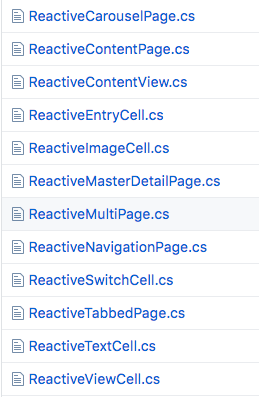 ReactiveCarouselPage.cs
ReactiveContentPage.cs
ReactiveContentView.cs
ReactiveEntryCell.cs
ReactiveImageCell.cs
ReactiveMasterDetailPage.cs
ReactiveMultiPage.cs
ReactiveNavigationPage.cs
ReactiveSwitchCell.cs
ReactiveTabbedPage.cs
ReactiveTextCell.cs
ReactiveViewCell.cs